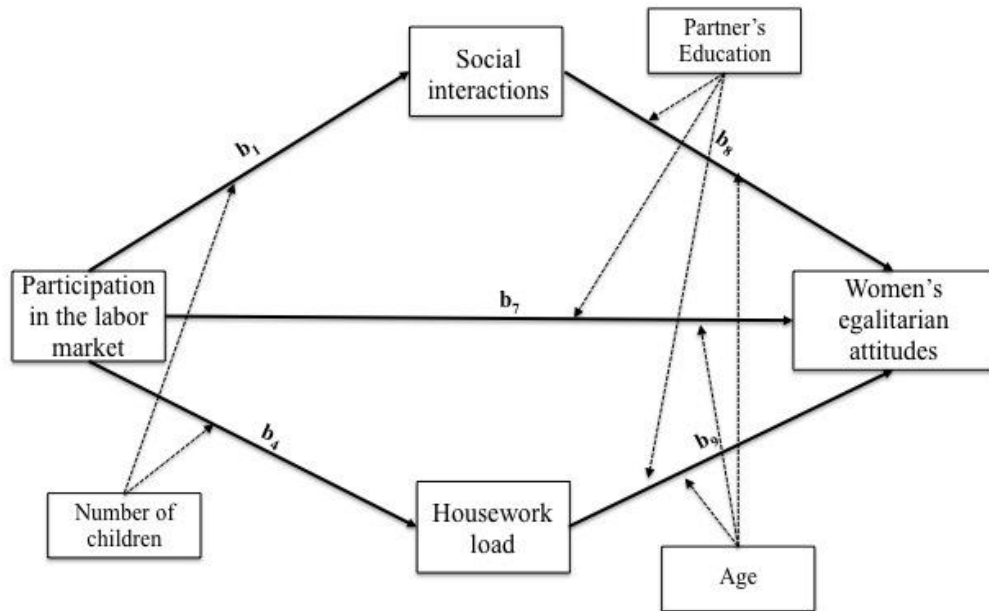 Partner’s
Education
Social
interactions
b₁
b₈
Participation
in the labor
market
b₇
Women’s
egalitarian
attitudes
b₄
b₉
Number of
children
Housework
load
Age